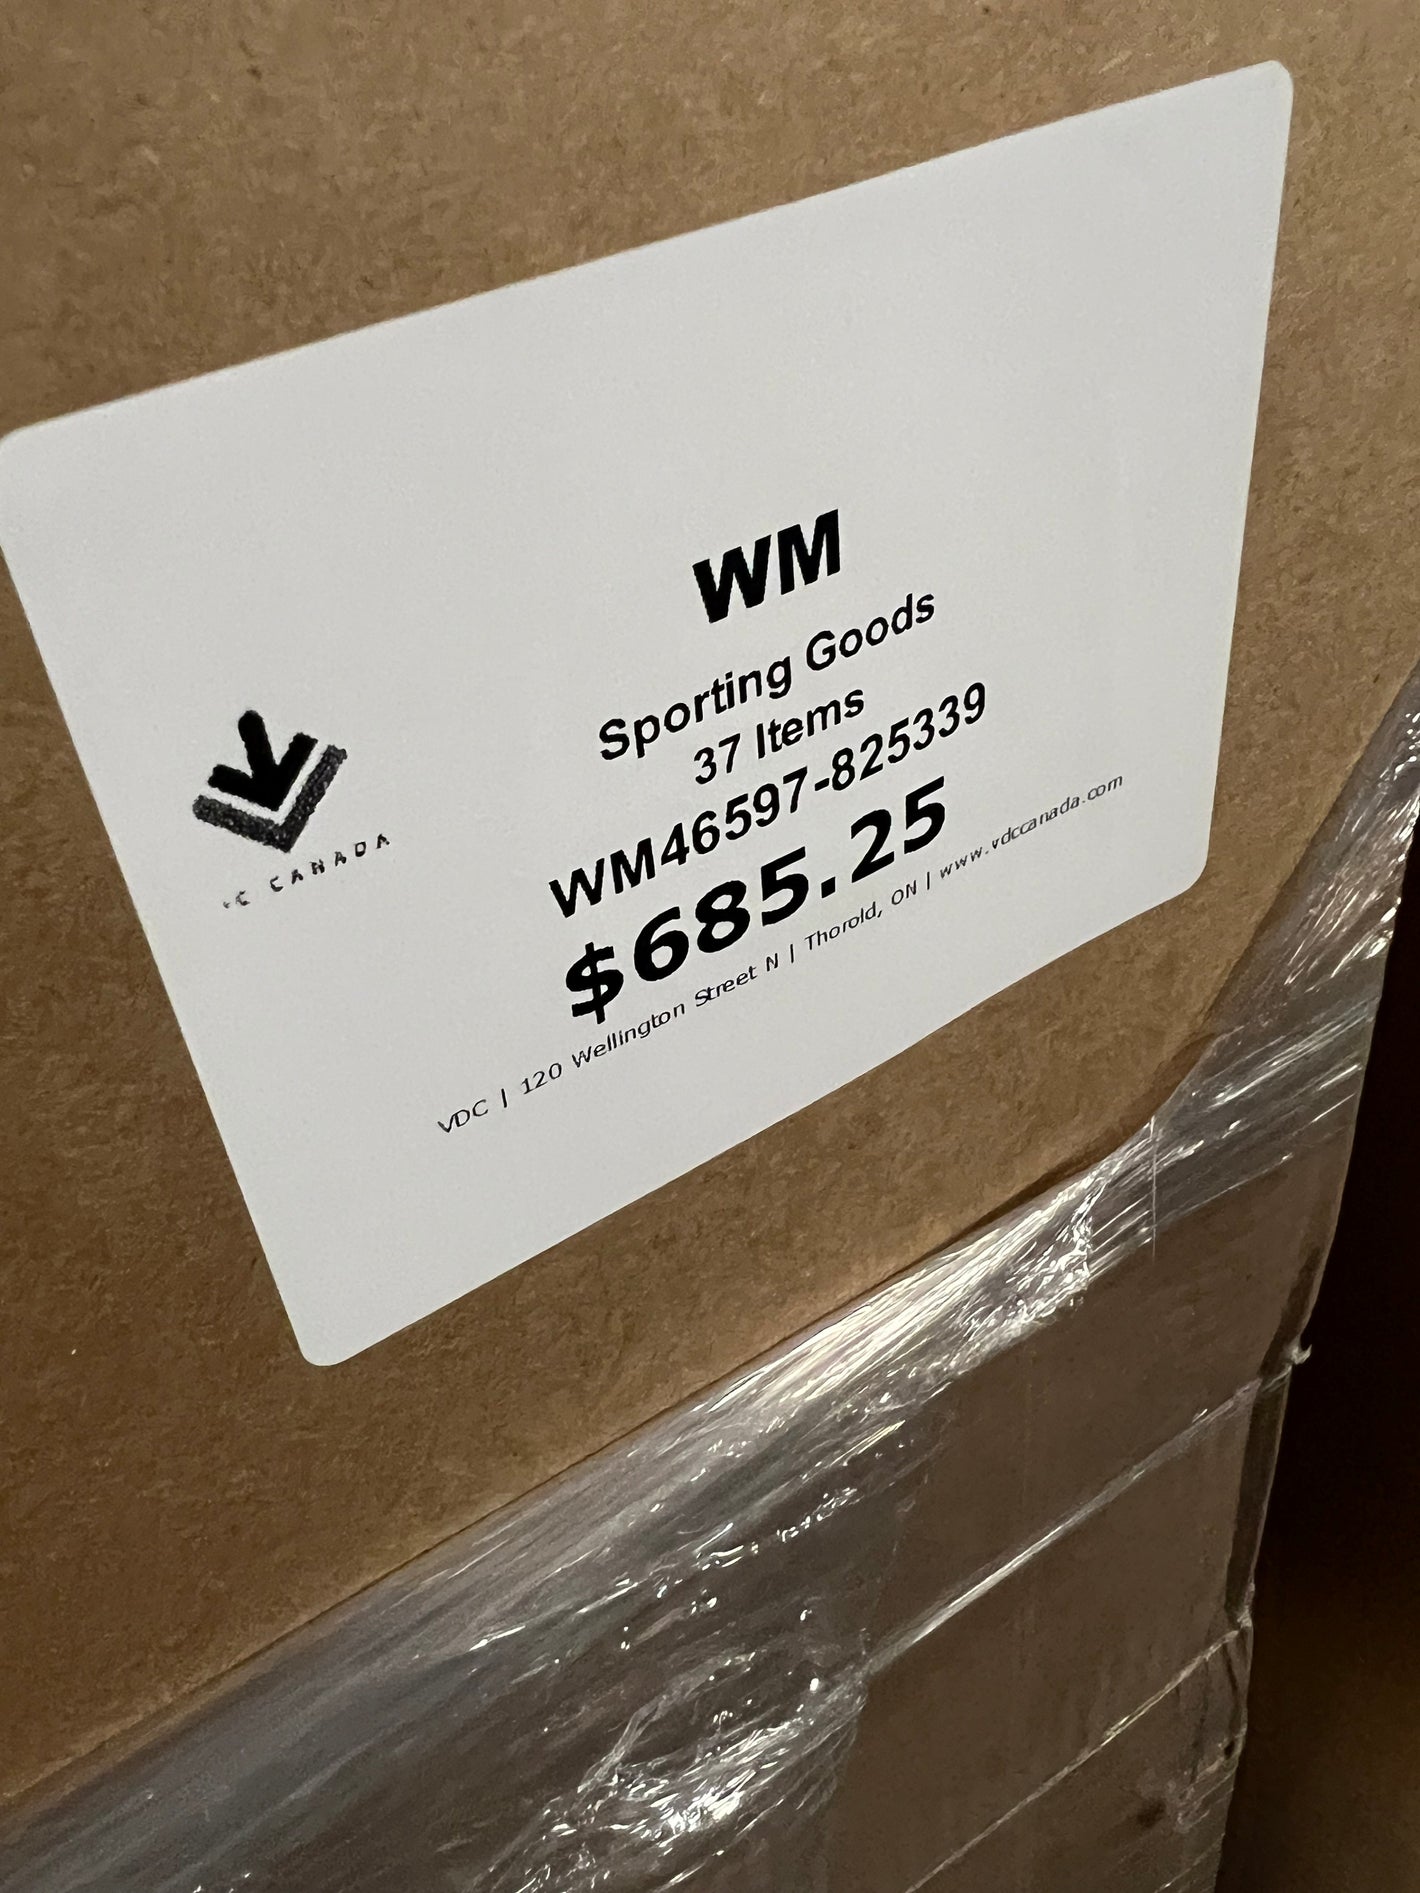 WM
Sporting Goods
37 Items
WM46597-825339
$685.25
VDC | 120 Wellington Street N | Thorold, ON | www.vdccanada.com
C CANADA